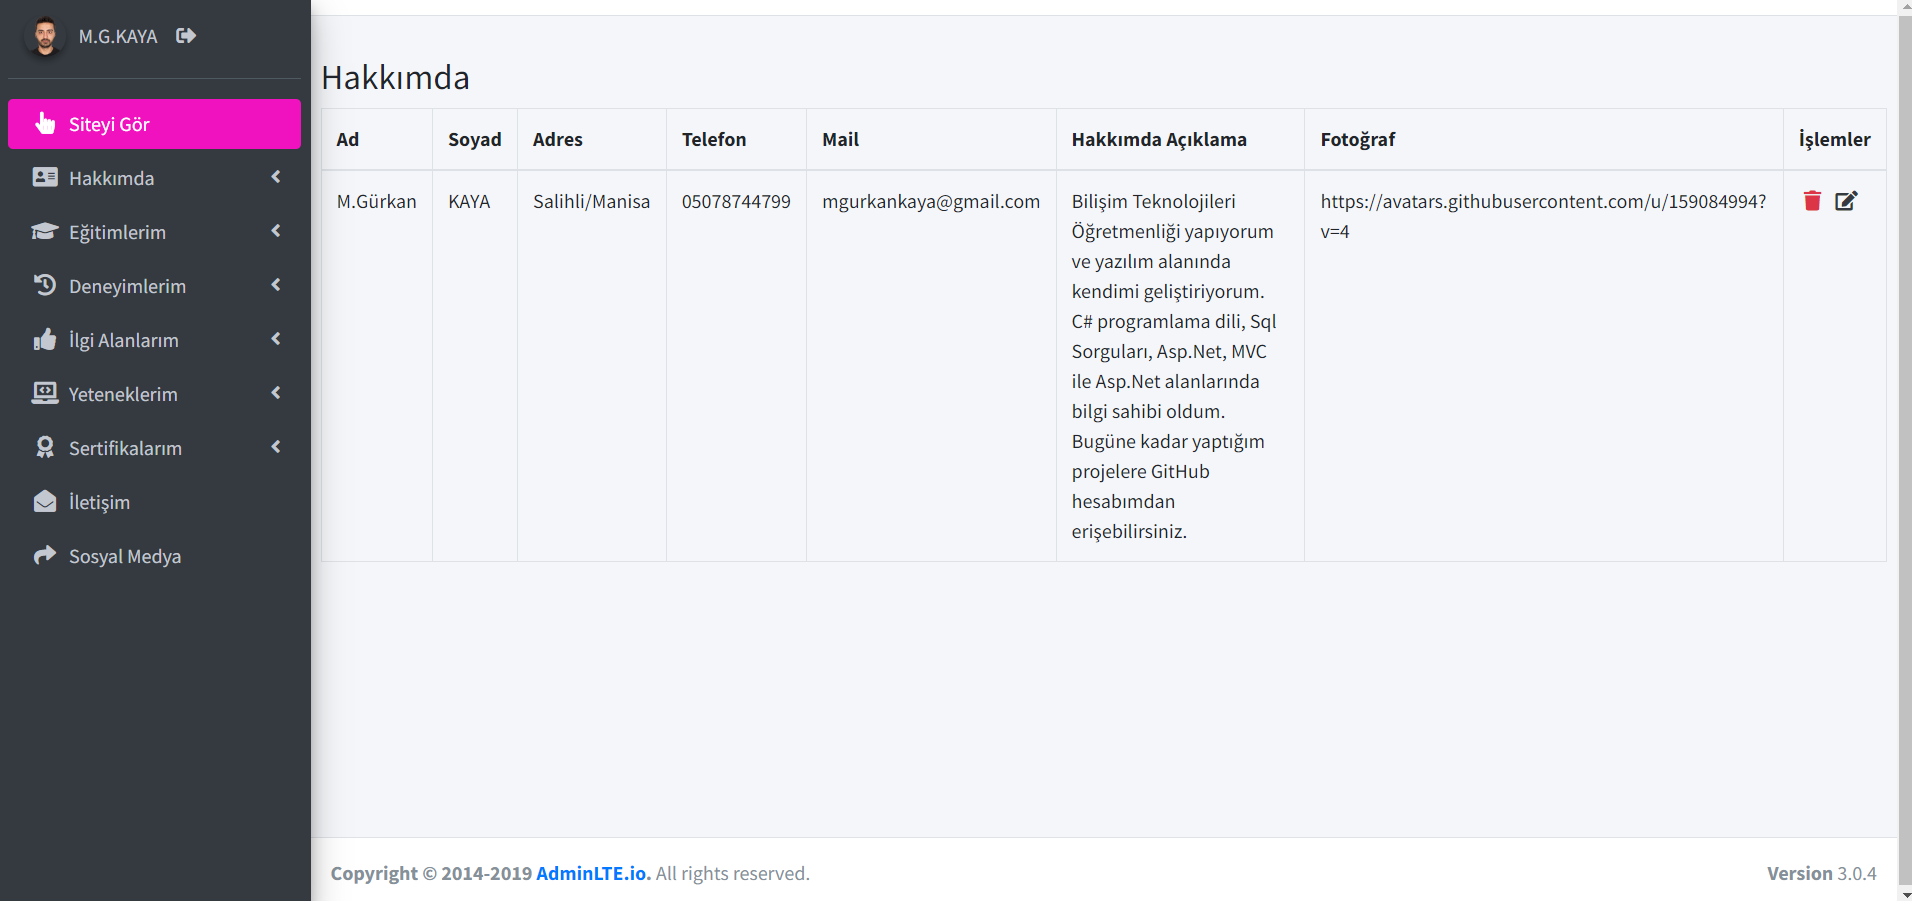 M.G.KAYA
Siteyi Gör
Hakkımda
Eğitimlerim
Deneyimlerim
İlgi Alanlarım
Yeteneklerim
Sertifikalarım
İletişim
Sosyal Medya
Hakkımda
Ad Soyad Adres Telefon Mail Hakkımda Açıklama Fotoğraf İşlemler
M.Gürkan KAYA Salihli/Manisa 05078744799 mgurkankaya@gmail.com
Bilişim Teknolojileri
Öğretmenliği yapıyorum
ve yazılım alanında
kendimi geliştiriyorum.
C# programlama dili, Sql
Sorguları, Asp.Net, MVC
ile Asp.Net alanlarında
bilgi sahibi oldum.
Bugüne kadar yaptığım
projelere GitHub
hesabımdan
erişebilirsiniz.
https://avatars.githubusercontent.com/u/159084994?
v=4
Copyright © 2014-2019 AdminLTE.io. All rights reserved.
Version 3.0.4